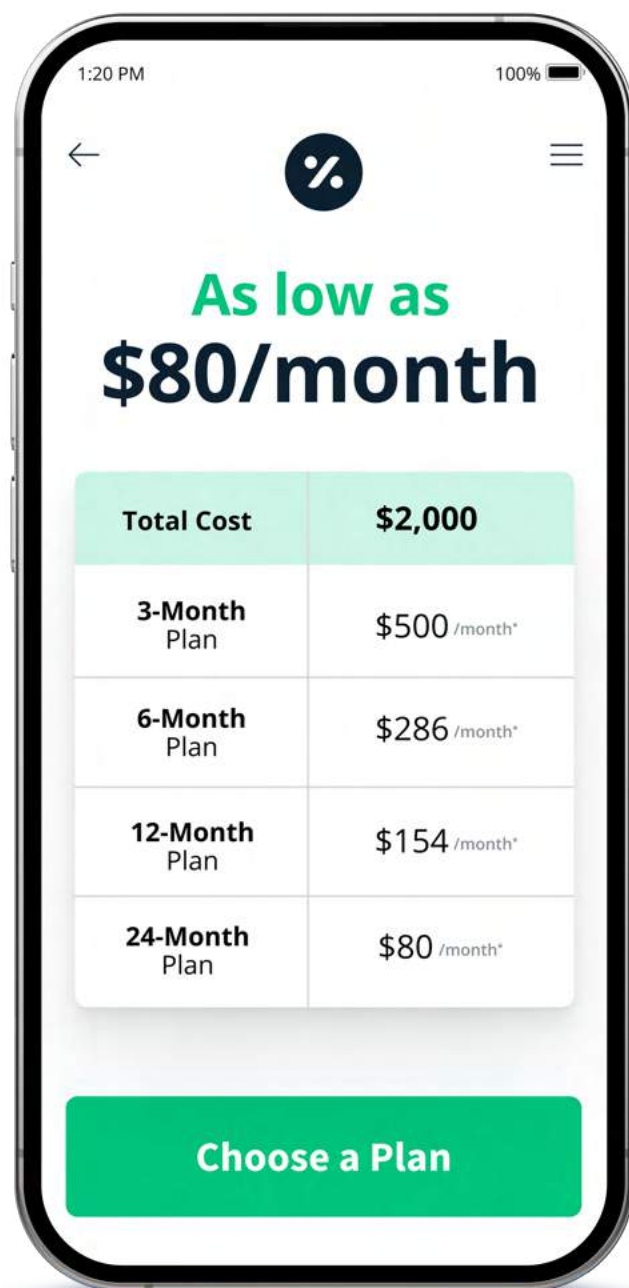 1:20 PM 100%
As low as
$80/month
Total Cost $2,000
3-Month
Plan
$500 /month*
6-Month
Plan
$286 /month*
12-Month
Plan
$154 /month*
24-Month
Plan
$80 /month*
Choose a Plan